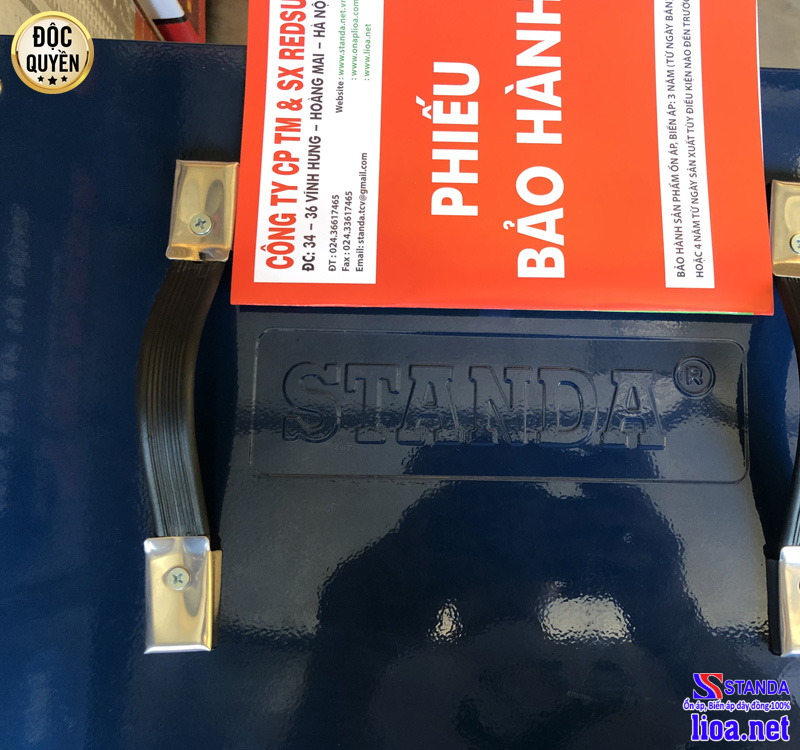 ĐỘC
QUYỀN
CÔNG TY CP TM & SX REDSU
ĐC: 34 – 36 VĨNH HƯNG – HOÀNG MAI – HÀ NỘ
ĐT : 024.36617465
Fax : 024.33617465
Email: standa.tcv@gmail.com
Website : www.standa.net.vn
: www.onaplioa.com
: www.lioa.net
PHIẾU
BẢO HÀNH
BẢO HÀNH SẢN PHẨM ỔN ÁP, BIẾN ÁP: 3 NĂM (TỪ NGÀY BÁN)
HOẶC 4 NĂM TỪ NGÀY SẢN XUẤT TÙY ĐIỀU KIỆN NÀO ĐẾN TRƯỚC
STANDA ®
STANDA
Ổn áp, Biến áp dây đồng 100%
lioa.net